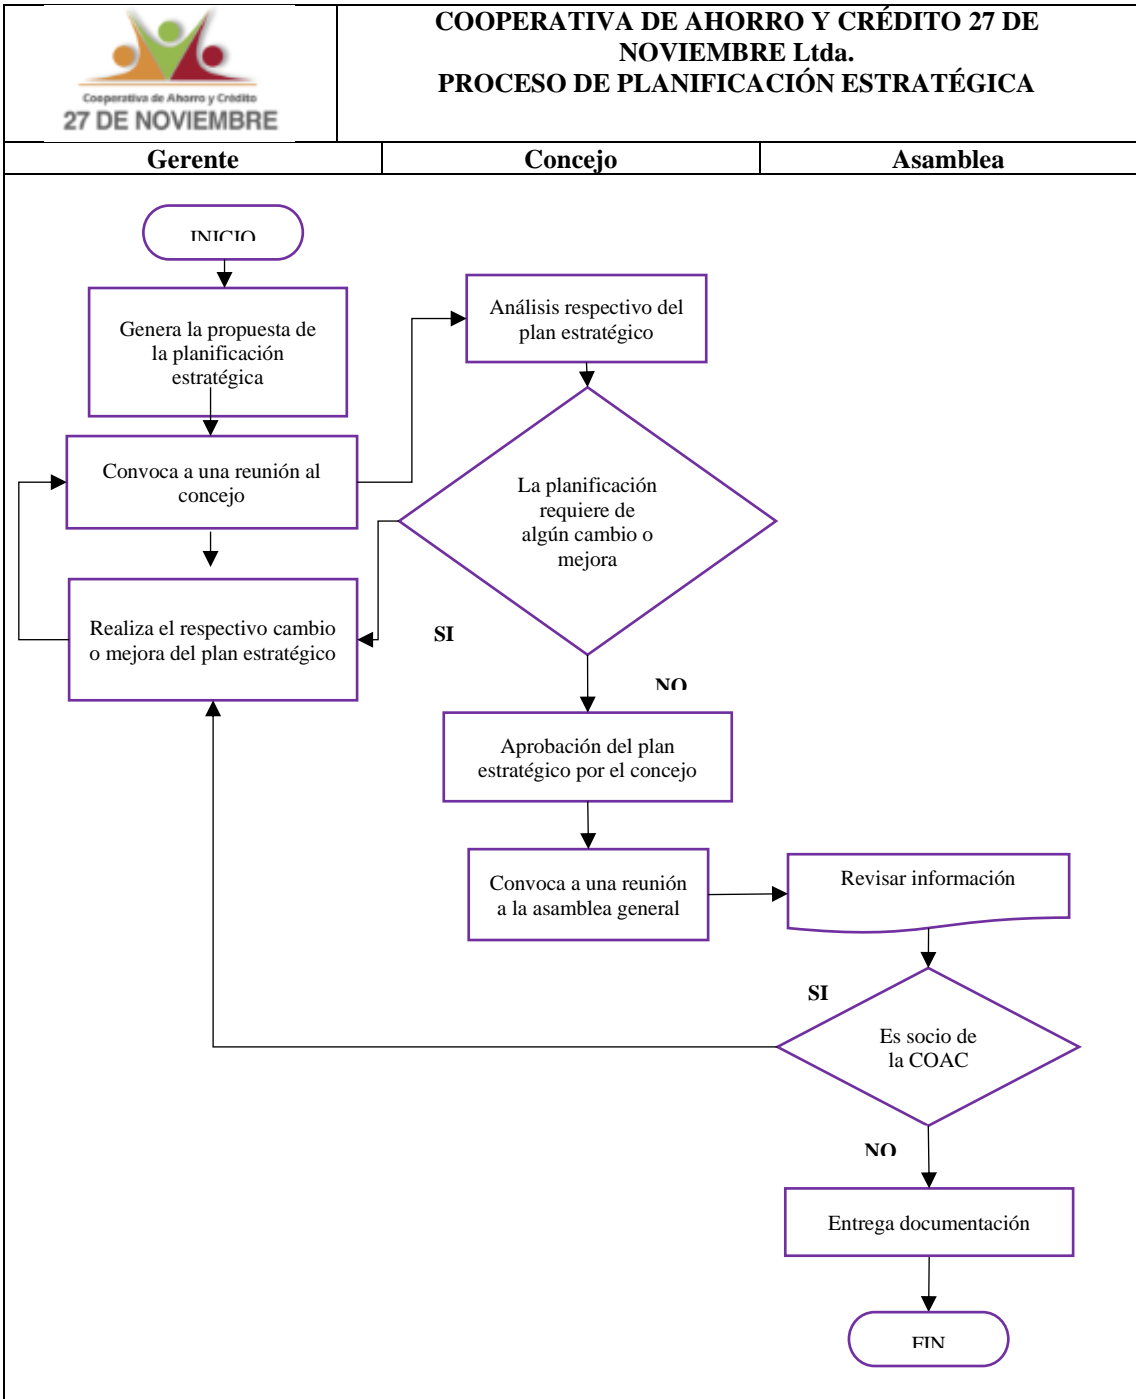 Cooperativa de Ahorro y Crédito
27 DE NOVIEMBRE
COOPERATIVA DE AHORRO Y CRÉDITO 27 DE
NOVIEMBRE Ltda.
PROCESO DE PLANIFICACIÓN ESTRATÉGICA
Gerente
Concejo
Asamblea
INICIO
Genera la propuesta de
la planificación
estratégica
Convoca a una reunión al
concejo
Realiza el respectivo cambio
o mejora del plan estratégico
Análisis respectivo del
plan estratégico
La planificación
requiere de
algún cambio o
mejora
SI
NO
Aprobación del plan
estratégico por el concejo
Convoca a una reunión
a la asamblea general
Revisar información
SI
Es socio de
la COAC
NO
Entrega documentación
FIN